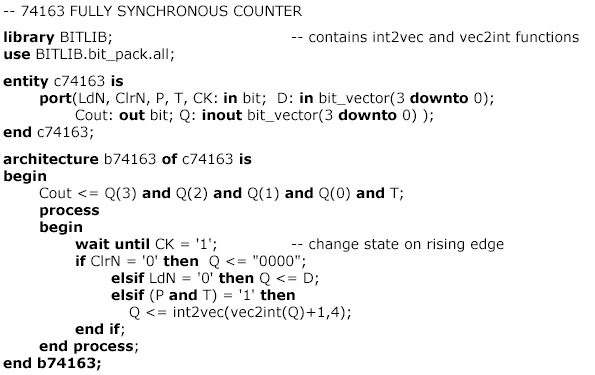 -- 74163 FULLY SYNCHRONOUS COUNTER
library BITLIB; -- contains int2vec and vec2int functions
use BITLIB.bit_pack.all;
entity c74163 is
port(LdN, ClrN, P, T, CK: in bit; D: in bit_vector(3 downto 0);
Cout: out bit; Q: inout bit_vector(3 downto 0) );
end c74163;
architecture b74163 of c74163 is
begin
Cout <= Q(3) and Q(2) and Q(1) and Q(0) and T;
process
begin
wait until CK = '1'; -- change state on rising edge
if ClrN = '0' then Q <= "0000";
elsif LdN = '0' then Q <= D;
elsif (P and T) = '1' then
Q <= int2vec(vec2int(Q)+1,4);
end if;
end process;
end b74163;